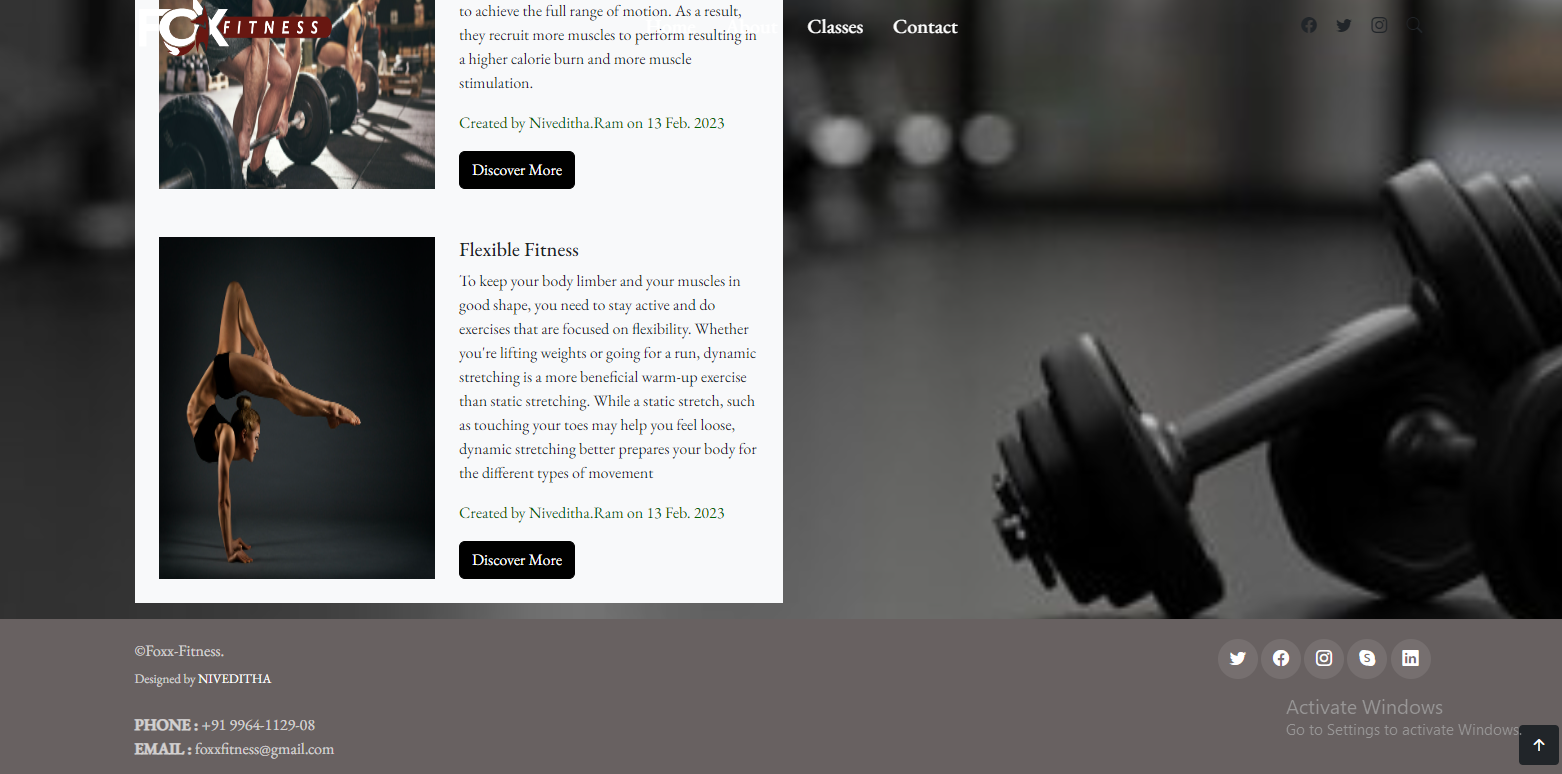 FOX FITNESS
About
Classes
Contact
to achieve the full range of motion. As a result,
they recruit more muscles to perform resulting in
a higher calorie burn and more muscle
stimulation.
Created by Niveditha.Ram on 13 Feb. 2023
Discover More
Flexible Fitness
To keep your body limber and your muscles in
good shape, you need to stay active and do
exercises that are focused on flexibility. Whether
you're lifting weights or going for a run, dynamic
stretching is a more beneficial warm-up exercise
than static stretching. While a static stretch, such
as touching your toes may help you feel loose,
dynamic stretching better prepares your body for
the different types of movement
Created by Niveditha.Ram on 13 Feb. 2023
Discover More
©Foxx-Fitness.
Designed by NIVEDITHA
PHONE : +91 9964-1129-08
EMAIL : foxxfitness@gmail.com
Activate Windows
Go to Settings to activate Windows.